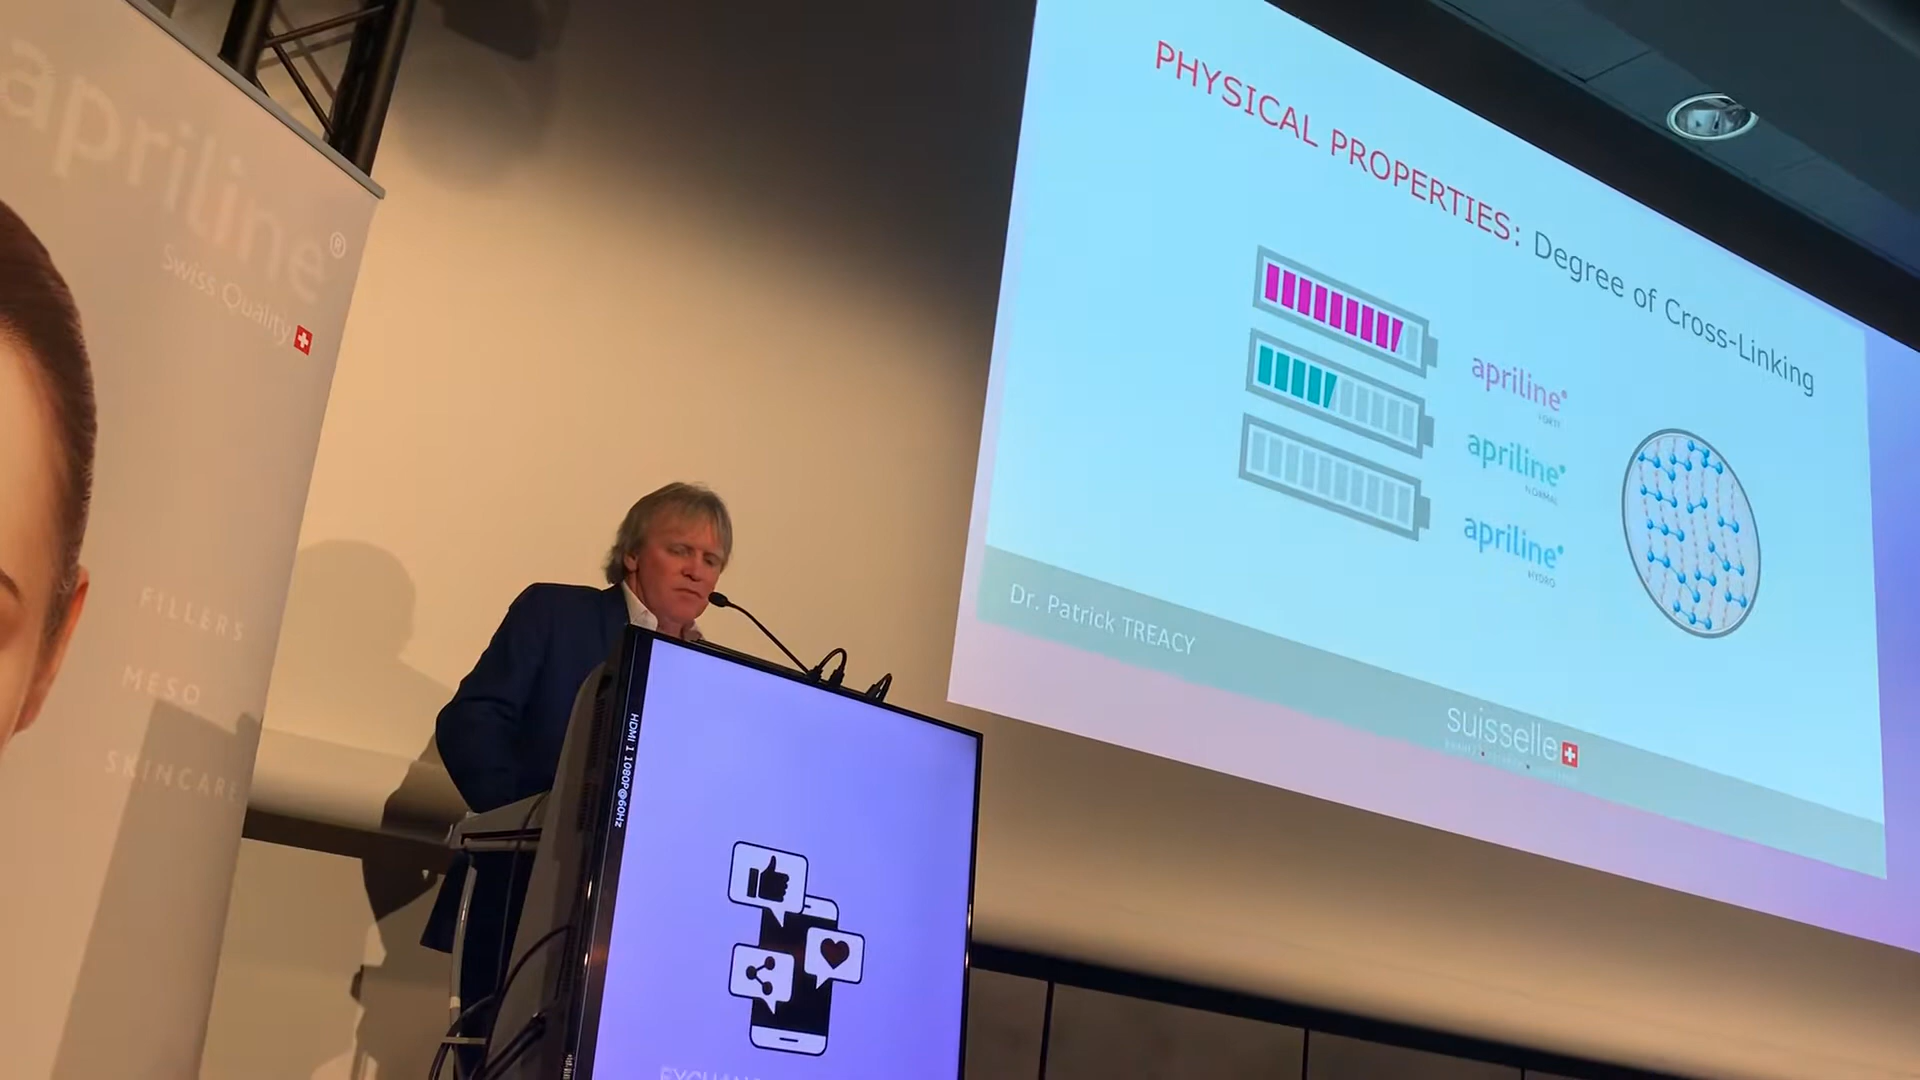 apriline®
Swiss Quality
FILLERS
MESO
SKINCARE
PHYSICAL PROPERTIES: Degree of Cross-Linking
apriline®
FORTE
apriline®
NORMAL
apriline®
HYDRO
Dr. Patrick TREACY
suisselle
HDMI 1 1080P@60Hz